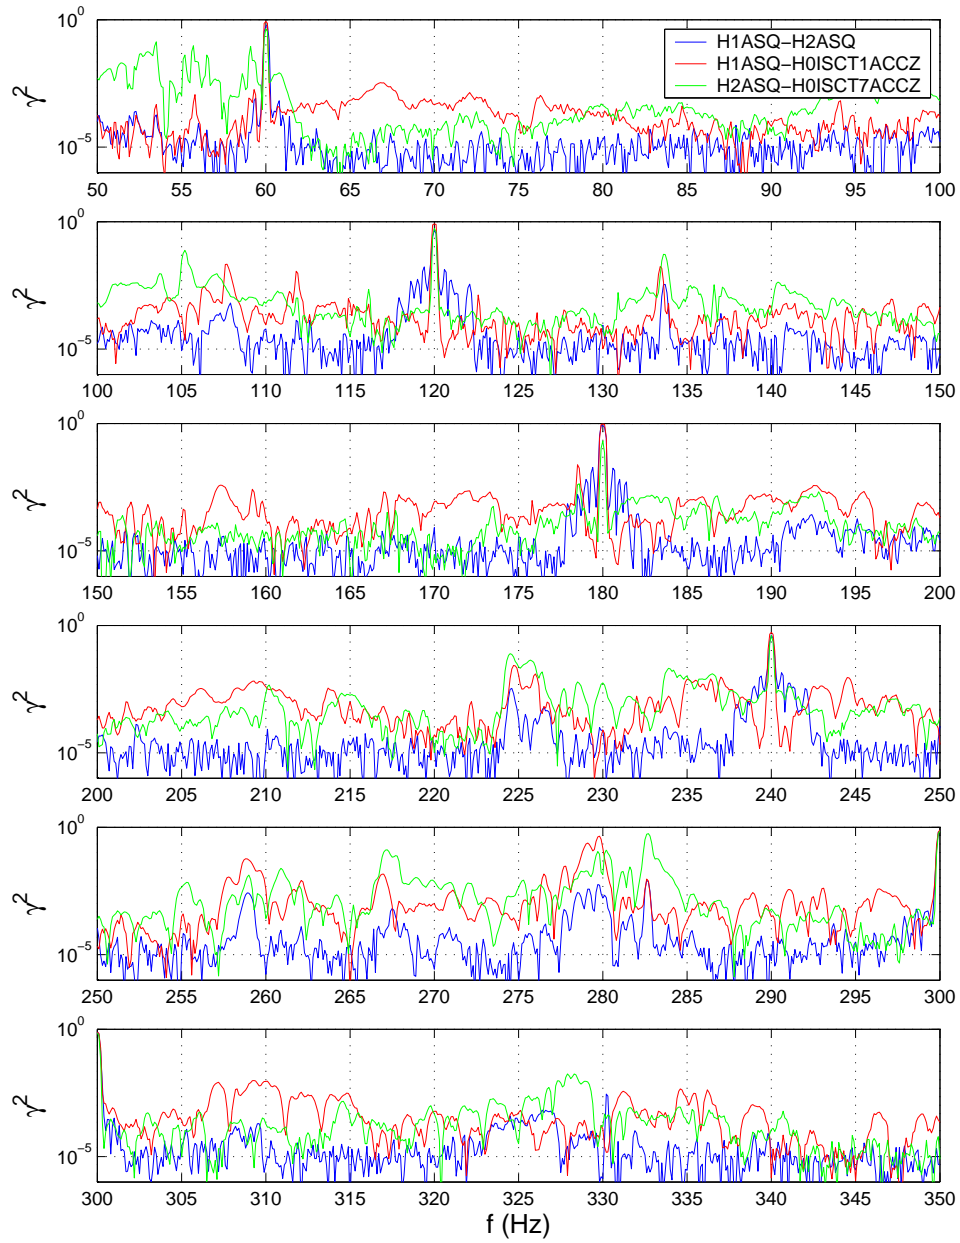 10^0
10^-5
γ^2
H1ASQ−H2ASQ
H1ASQ−H0ISCT1ACCZ
H2ASQ−H0ISCT7ACCZ
50 55 60 65 70 75 80 85 90 95 100
10^0
10^-5
γ^2
100 105 110 115 120 125 130 135 140 145 150
10^0
10^-5
γ^2
150 155 160 165 170 175 180 185 190 195 200
10^0
10^-5
γ^2
200 205 210 215 220 225 230 235 240 245 250
10^0
10^-5
γ^2
250 255 260 265 270 275 280 285 290 295 300
10^0
10^-5
γ^2
300 305 310 315 320 325 330 335 340 345 350
f (Hz)